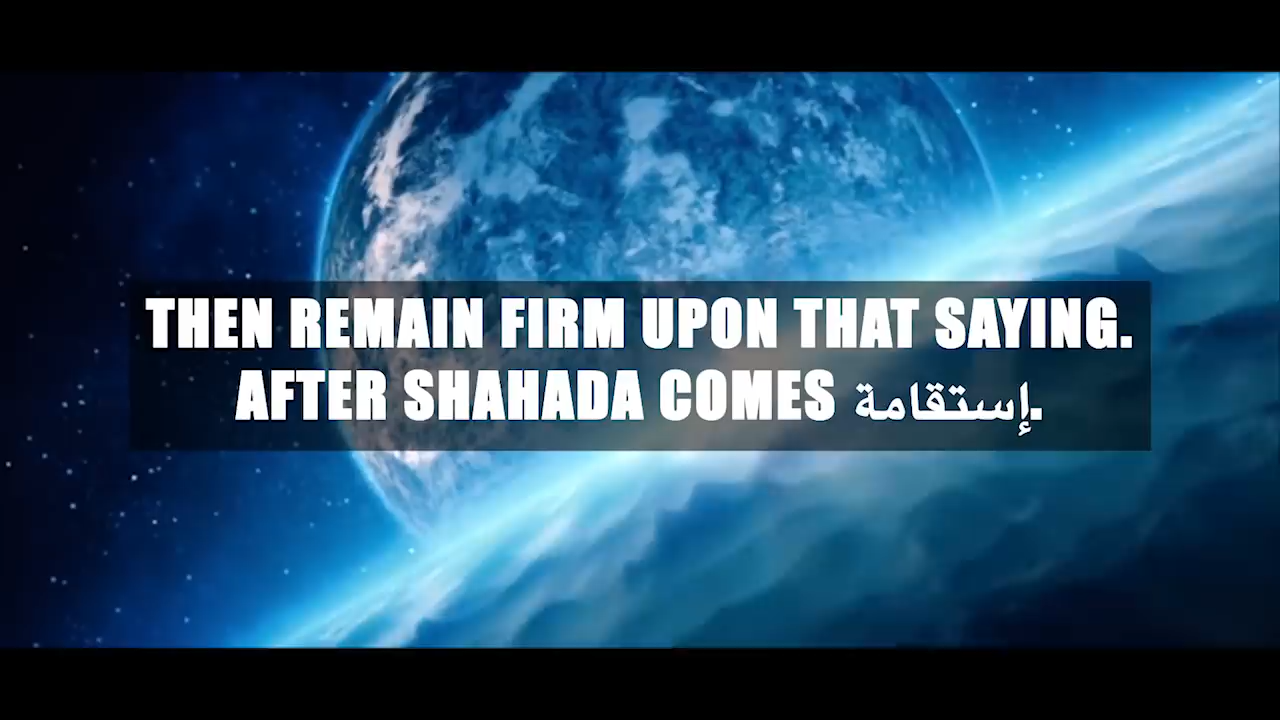 THEN REMAIN FIRM UPON THAT SAYING.
AFTER SHAHADA COMES إستقامة.